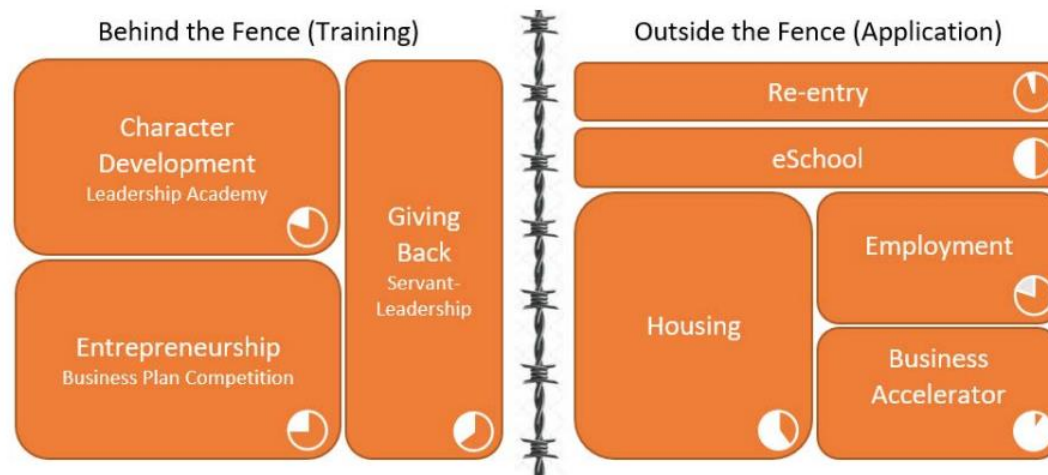 Behind the Fence (Training)
Character
Development
Leadership Academy
Entrepreneurship
Business Plan Competition
Giving
Back
Servant-
Leadership
Outside the Fence (Application)
Re-entry
eSchool
Housing
Employment
Business
Accelerator